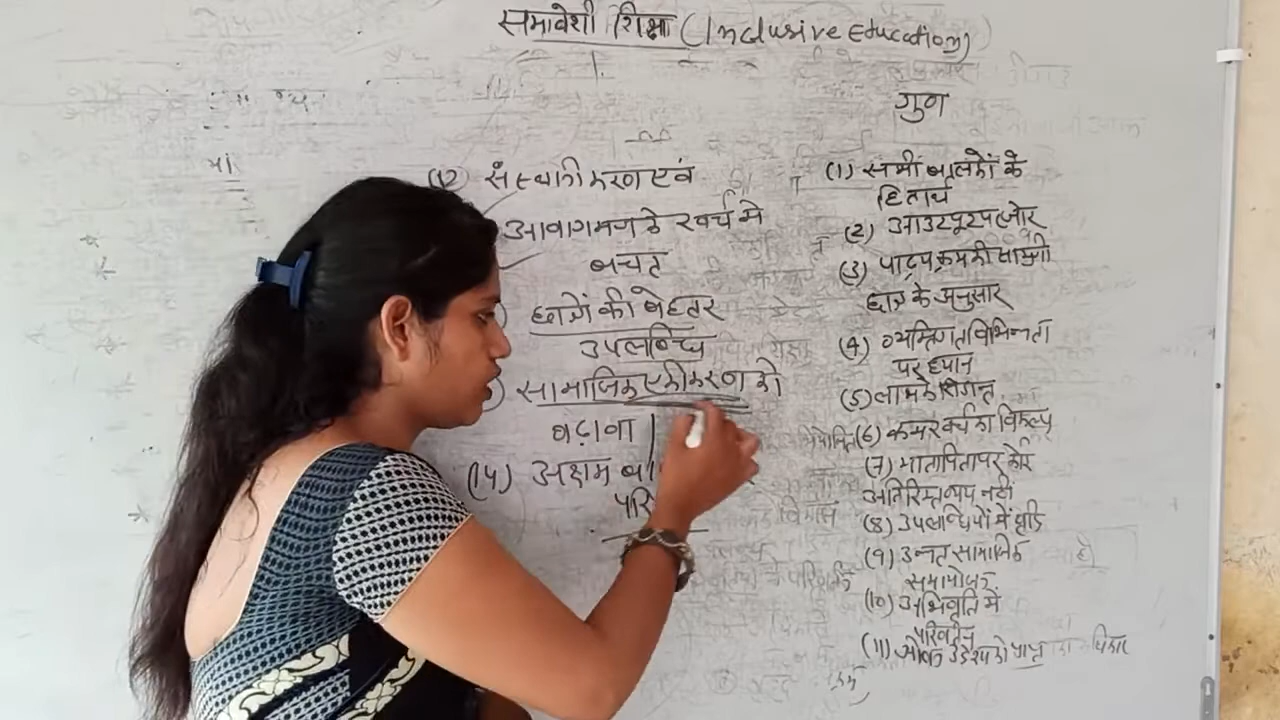 समावेशी शिक्षा (Inclusive Education)
गुण
(1) सभी बालकों के
हितार्थ
(2) आउटपुट पर जोर
(3) पाठ्यक्रम की सामग्री
छात्र के अनुसार
(4) व्यक्तिगत विभिन्नता
पर ध्यान
(5) लाभ के
(6) कम खर्च का विकल्प
(7) माता पिता पर कोई
अतिरिक्त व्यय नहीं
(8) उपलब्धियों में वृद्धि
(9) उन्नत सामाजिक
समायोजन
(10) अभिवृति में
परिवर्तन
(11)
(12) संस्थानीकरण एवं
आवागमन के खर्च में
बचत
छात्रों की बेहतर
उपलब्धि
सामाजिक एकीकरण को
बढ़ावा
(14) अक्षम